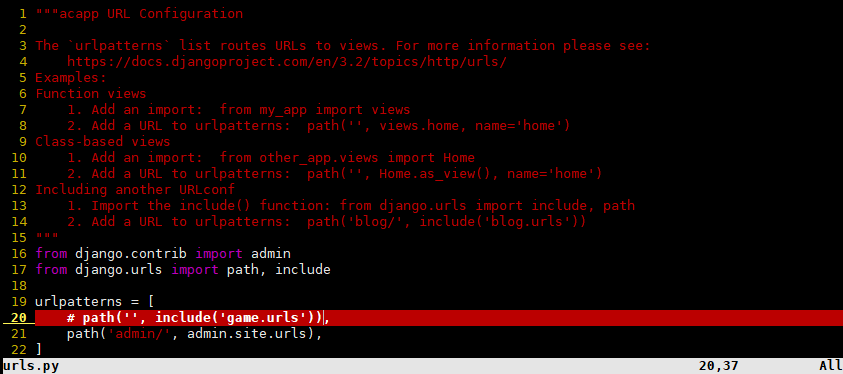 1 """acapp URL Configuration
2
3 The `urlpatterns` list routes URLs to views. For more information please see:
4     https://docs.djangoproject.com/en/3.2/topics/http/urls/
5 Examples:
6 Function views
7     1. Add an import:  from my_app import views
8     2. Add a URL to urlpatterns:  path('', views.home, name='home')
9 Class-based views
10     1. Add an import:  from other_app.views import Home
11     2. Add a URL to urlpatterns:  path('', Home.as_view(), name='home')
12 Including another URLconf
13     1. Import the include() function: from django.urls import include, path
14     2. Add a URL to urlpatterns:  path('blog/', include('blog.urls'))
15 """
16 from django.contrib import admin
17 from django.urls import path, include
18
19 urlpatterns = [
20     # path('', include('game.urls')),
21     path('admin/', admin.site.urls),
22 ]
urls.py 20,37 All